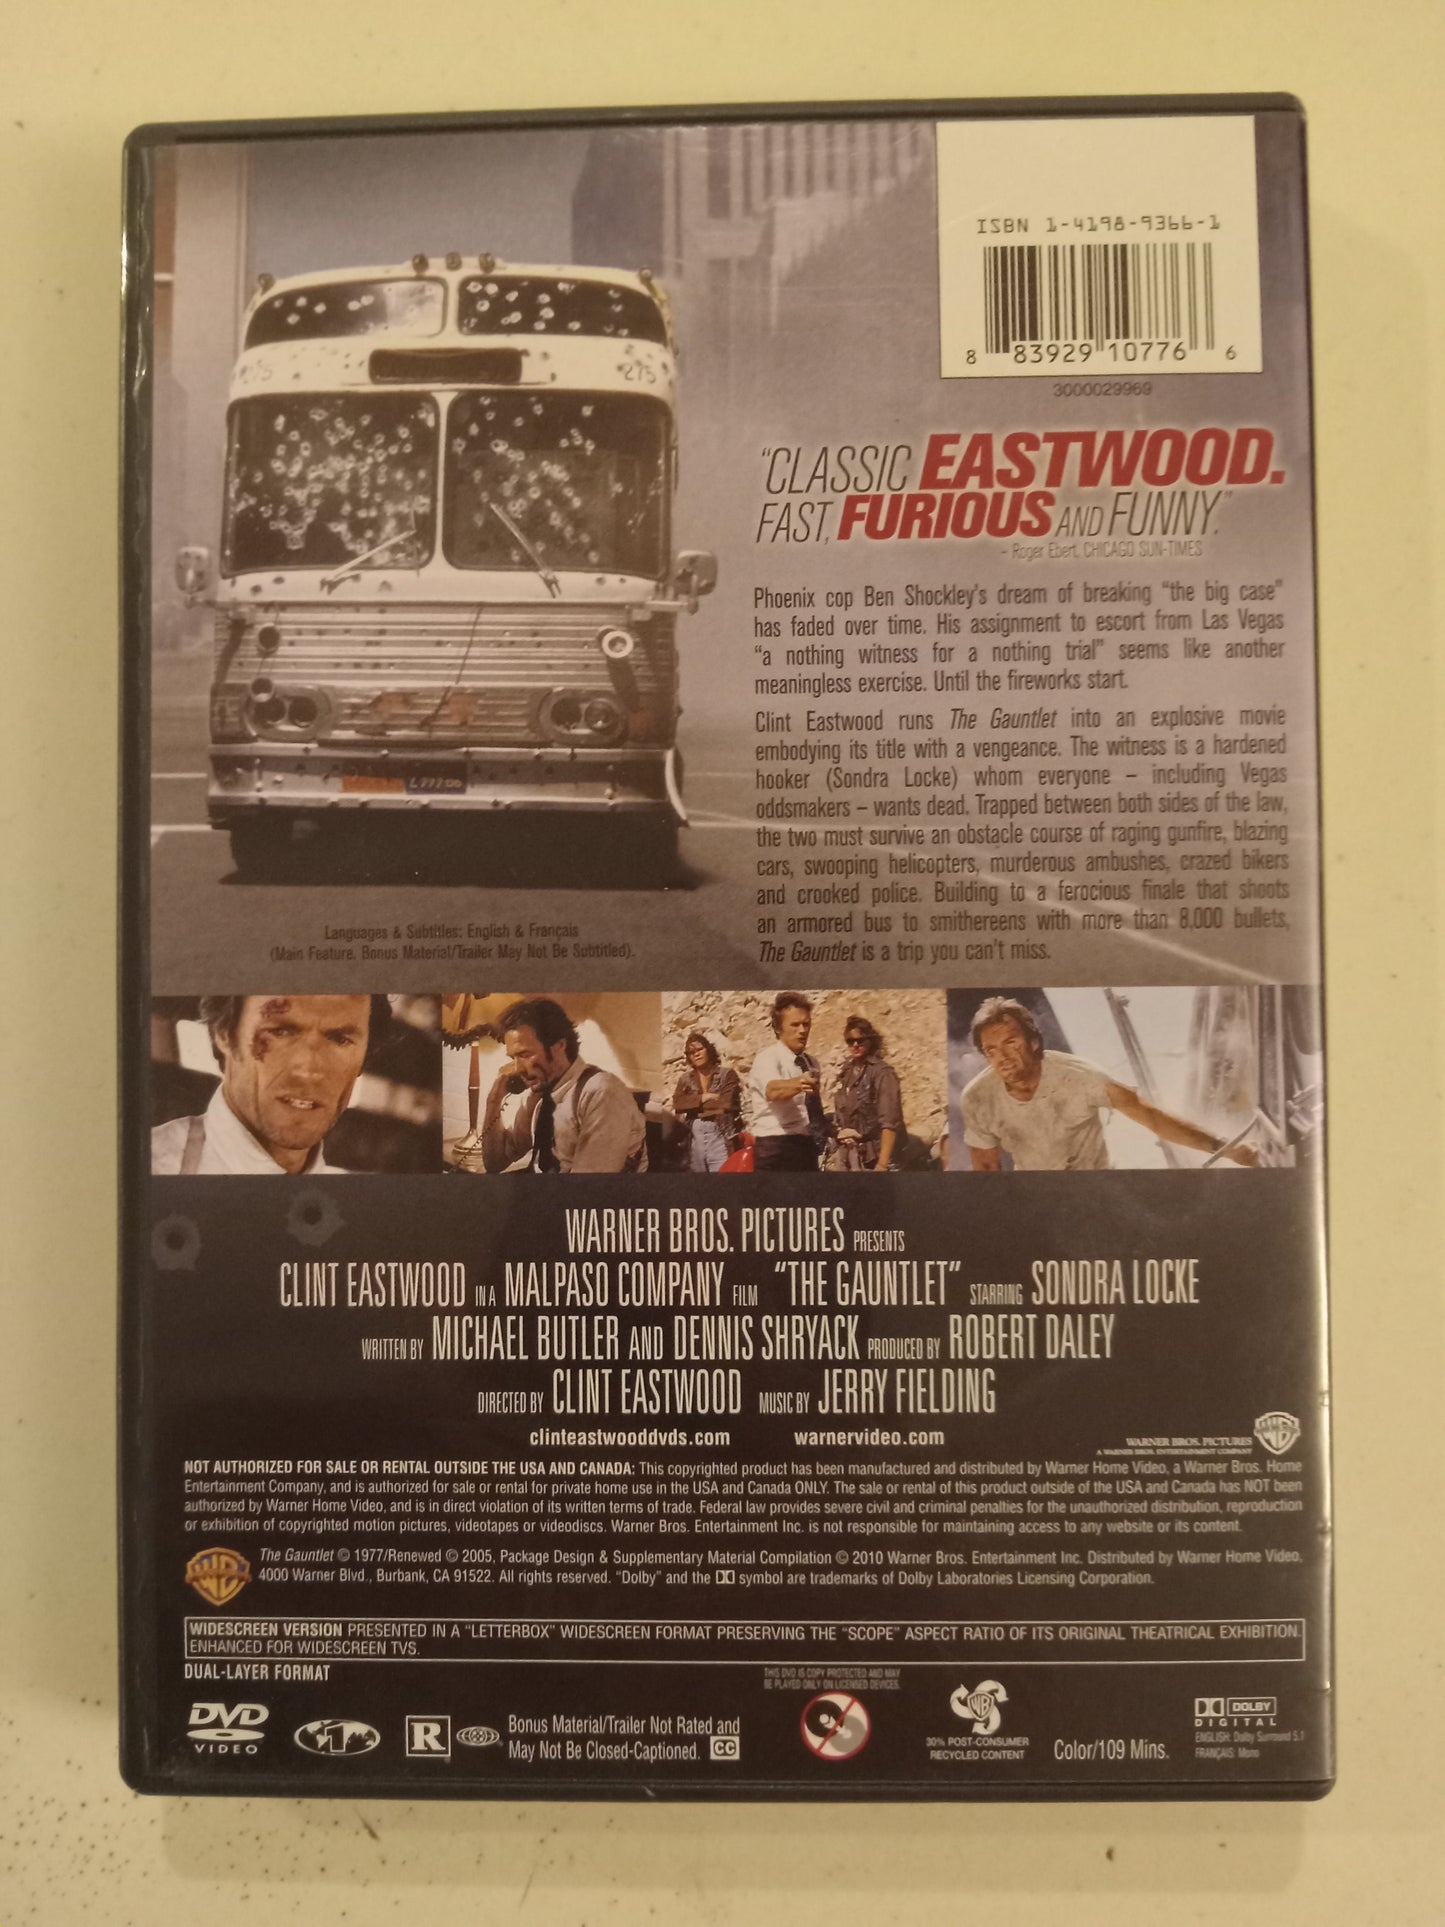 ISBN 1-4198-9366-1
8 83929 10776 6
3000029969
275
275
L77706
"CLASSIC EASTWOOD.
FAST, FURIOUS AND FUNNY."
- Roger Ebert, CHICAGO SUN-TIMES
Phoenix cop Ben Shockley's dream of breaking "the big case"
has faded over time. His assignment to escort from Las Vegas
"a nothing witness for a nothing trial" seems like another
meaningless exercise. Until the fireworks start.
Clint Eastwood runs The Gauntlet into an explosive movie
embodying its title with a vengeance. The witness is a hardened
hooker (Sondra Locke) whom everyone – including Vegas
oddsmakers – wants dead. Trapped between both sides of the law,
the two must survive an obstacle course of raging gunfire, blazing
cars, swooping helicopters, murderous ambushes, crazed bikers
and crooked police. Building to a ferocious finale that shoots
an armored bus to smithereens with more than 8,000 bullets,
The Gauntlet is a trip you can't miss.
Languages & Subtitles: English & Français
(Main Feature. Bonus Material/Trailer May Not Be Subtitled).
WARNER BROS. PICTURES PRESENTS
CLINT EASTWOOD IN A MALPASO COMPANY FILM "THE GAUNTLET" STARRING SONDRA LOCKE
WRITTEN BY MICHAEL BUTLER AND DENNIS SHRYACK PRODUCED BY ROBERT DALEY
DIRECTED BY CLINT EASTWOOD MUSIC BY JERRY FIELDING
clinteastwooddvds.com warnervideo.com
WARNER BROS. PICTURES
A WARNER BROS. ENTERTAINMENT COMPANY
NOT AUTHORIZED FOR SALE OR RENTAL OUTSIDE THE USA AND CANADA: This copyrighted product has been manufactured and distributed by Warner Home Video, a Warner Bros. Home
Entertainment Company, and is authorized for sale or rental for private home use in the USA and Canada ONLY. The sale or rental of this product outside of the USA and Canada has NOT been
authorized by Warner Home Video, and is in direct violation of its written terms of trade. Federal law provides severe civil and criminal penalties for the unauthorized distribution, reproduction
or exhibition of copyrighted motion pictures, videotapes or videodiscs. Warner Bros. Entertainment Inc. is not responsible for maintaining access to any website or its content.
The Gauntlet © 1977/Renewed © 2005, Package Design & Supplementary Material Compilation © 2010 Warner Bros. Entertainment Inc. Distributed by Warner Home Video,
4000 Warner Blvd., Burbank, CA 91522. All rights reserved. "Dolby" and the DD symbol are trademarks of Dolby Laboratories Licensing Corporation.
WIDESCREEN VERSION PRESENTED IN A "LETTERBOX" WIDESCREEN FORMAT PRESERVING THE "SCOPE" ASPECT RATIO OF ITS ORIGINAL THEATRICAL EXHIBITION.
ENHANCED FOR WIDESCREEN TVS.
DUAL-LAYER FORMAT
THIS DVD IS COPY PROTECTED AND MAY
BE PLAYED ONLY ON LICENSED DEVICES.
DVD
VIDEO
1
R
Bonus Material/Trailer Not Rated and
May Not Be Closed-Captioned. CC
30% POST-CONSUMER
RECYCLED CONTENT
Color/109 Mins.
DOLBY
DIGITAL
ENGLISH: Dolby Surround 5.1
FRANÇAIS: Mono